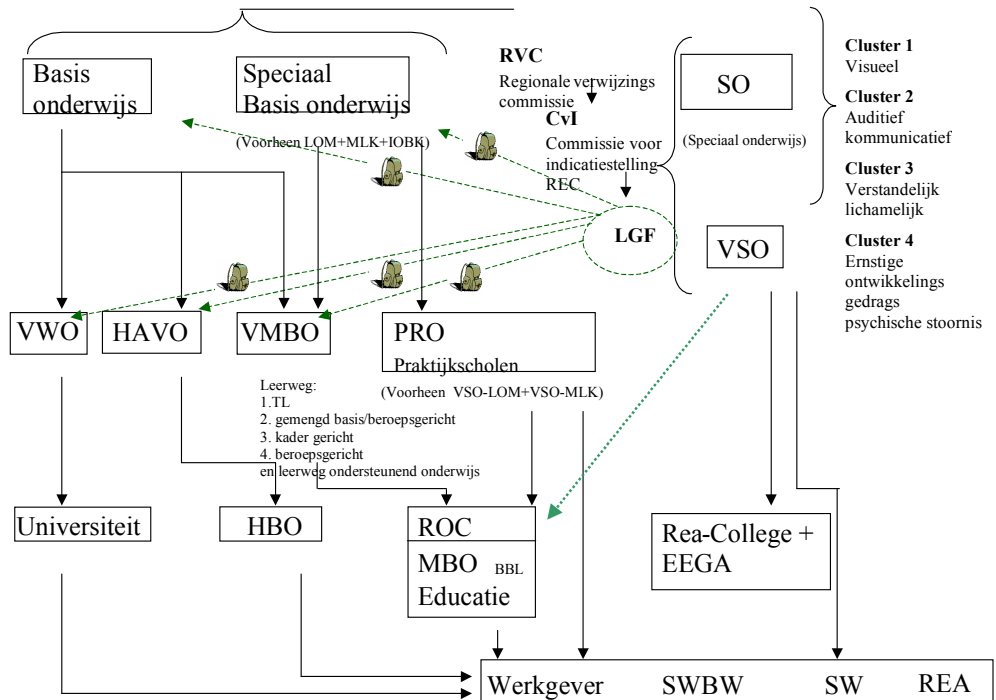 Basis
onderwijs
Speciaal
Basis onderwijs
(Voorheen LOM+MLK+IOBK)
RVC
Regionale verwijzings
commissie
CvI
Commissie voor
indicatiestelling
REC
LGF
SO
(Speciaal onderwijs)
VSO
Cluster 1
Visueel
Cluster 2
Auditief
kommunicatief
Cluster 3
Verstandelijk
lichamelijk
Cluster 4
Ernstige
ontwikkelings
gedrags
psychische stoornis
VWO
HAVO
VMBO
PRO
Praktijkscholen
(Voorheen VSO-LOM+VSO-MLK)
Leerweg:
1.TL
2. gemengd basis/beroepsgericht
3. kader gericht
4. beroepsgericht
en leerweg ondersteunend onderwijs
Universiteit
HBO
ROC
MBO BBL
Educatie
Rea-College +
EEGA
Werkgever SWBW SW REA